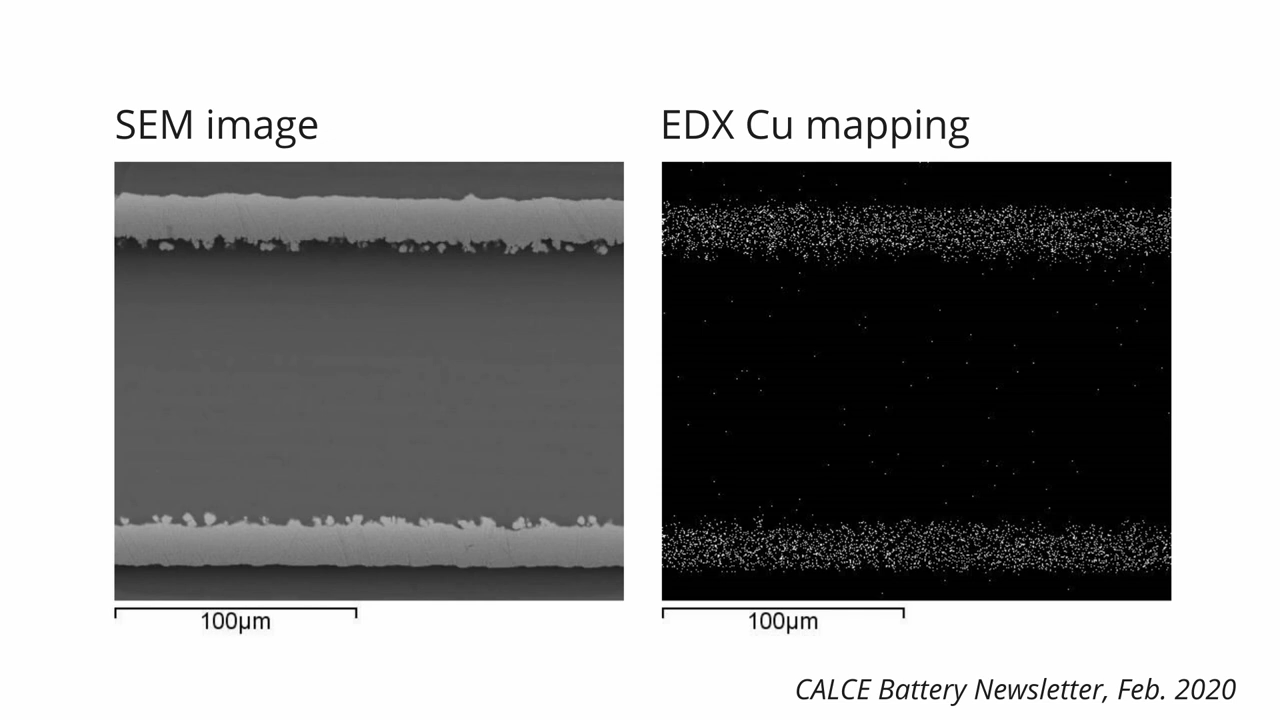 SEM image
EDX Cu mapping
100µm
100µm
CALCE Battery Newsletter, Feb. 2020